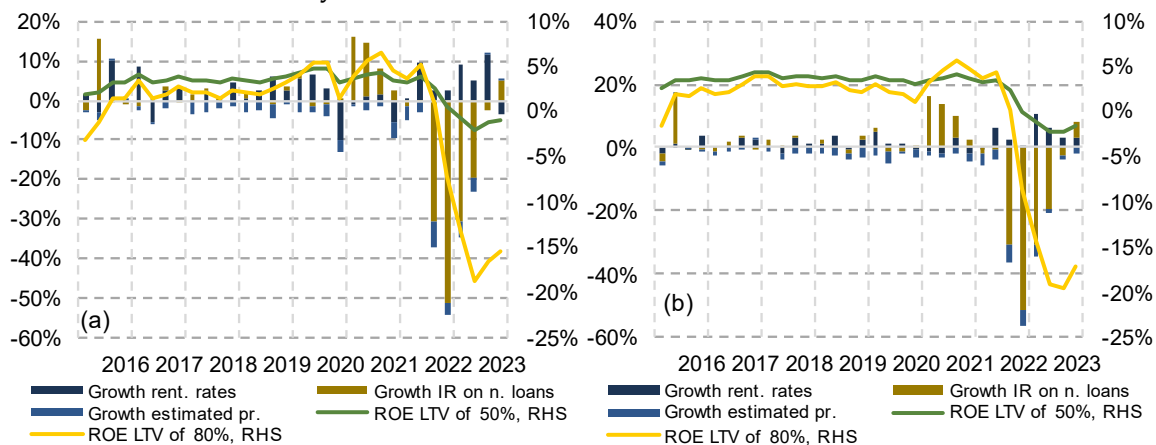 20%
10%
0%
-10%
-20%
-30%
-40%
-50%
-60%
10%
5%
0%
-5%
-10%
-15%
-20%
-25%
(a)
2016 2017 2018 2019 2020 2021 2022 2023
Growth rent. rates
Growth IR on n. loans
Growth estimated pr.
ROE LTV of 50%, RHS
ROE LTV of 80%, RHS
40%
20%
0%
-20%
-40%
-60%
10%
5%
0%
-5%
-10%
-15%
-20%
-25%
(b)
2016 2017 2018 2019 2020 2021 2022 2023
Growth rent. rates
Growth IR on n. loans
Growth estimated pr.
ROE LTV of 50%, RHS
ROE LTV of 80%, RHS